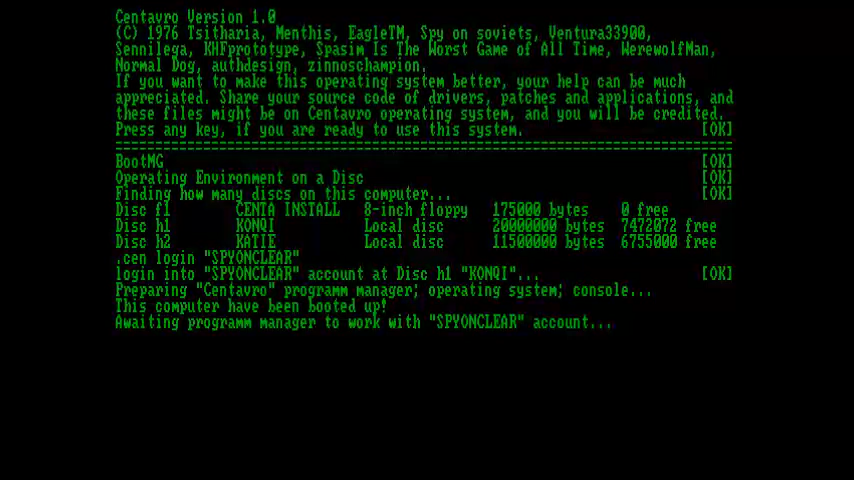 Centavro Version 1.0
(C) 1976 Tsitharia, Menthis, EagleTM, Spy on soviets, Ventura33900,
Sennilega, KHFprototype, Spasim Is The Worst Game of All Time, WerewolfMan,
Normal Dog, authdesign, zinnoschampion.
If you want to make this operating system better, your help can be much
appreciated. Share your source code of drivers, patches and applications, and
these files might be on Centavro operating system, and you will be credited.
Press any key, if you are ready to use this system. [OK]
=============================================================================
BootMG [OK]
Operating Environment on a Disc [OK]
Finding how many discs on this computer... [OK]
Disc f1 CENTA INSTALL 8-inch floppy 175000 bytes 0 free
Disc h1 KONQI Local disc 20000000 bytes 7472072 free
Disc h2 KATIE Local disc 11500000 bytes 6755000 free
.cen login "SPYONCLEAR"
login into "SPYONCLEAR" account at Disc h1 "KONQI"... [OK]
Preparing "Centavro" programm manager; operating system; console...
This computer have been booted up!
Awaiting programm manager to work with "SPYONCLEAR" account...